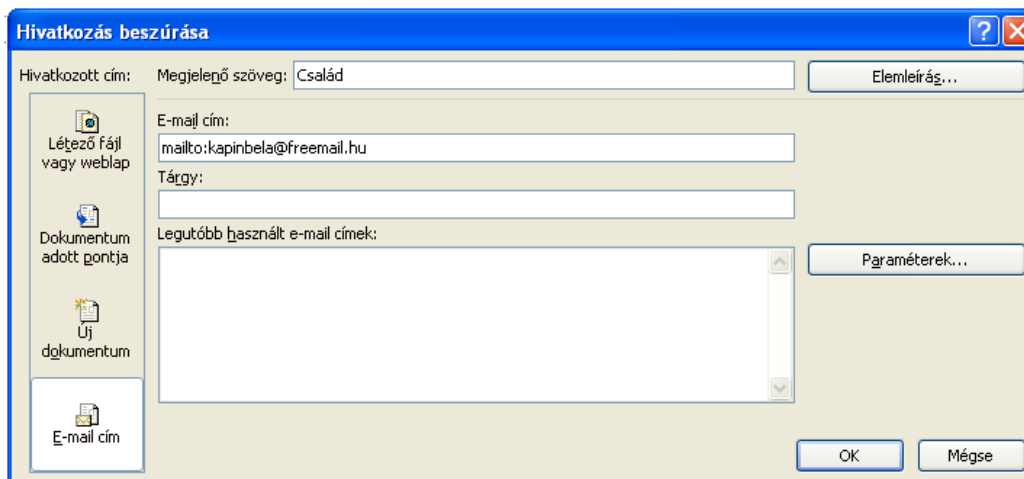 Hivatkozás beszúrása
Hivatkozott cím:
Megjelenő szöveg: Család
Elemleírás...
Létező fájl
vagy weblap
E-mail cím:
mailto:kapinbela@freemail.hu
Tárgy:
Dokumentum
adott pontja
Legutóbb használt e-mail címek:
Paraméterek...
Új
dokumentum
E-mail cím
OK
Mégse